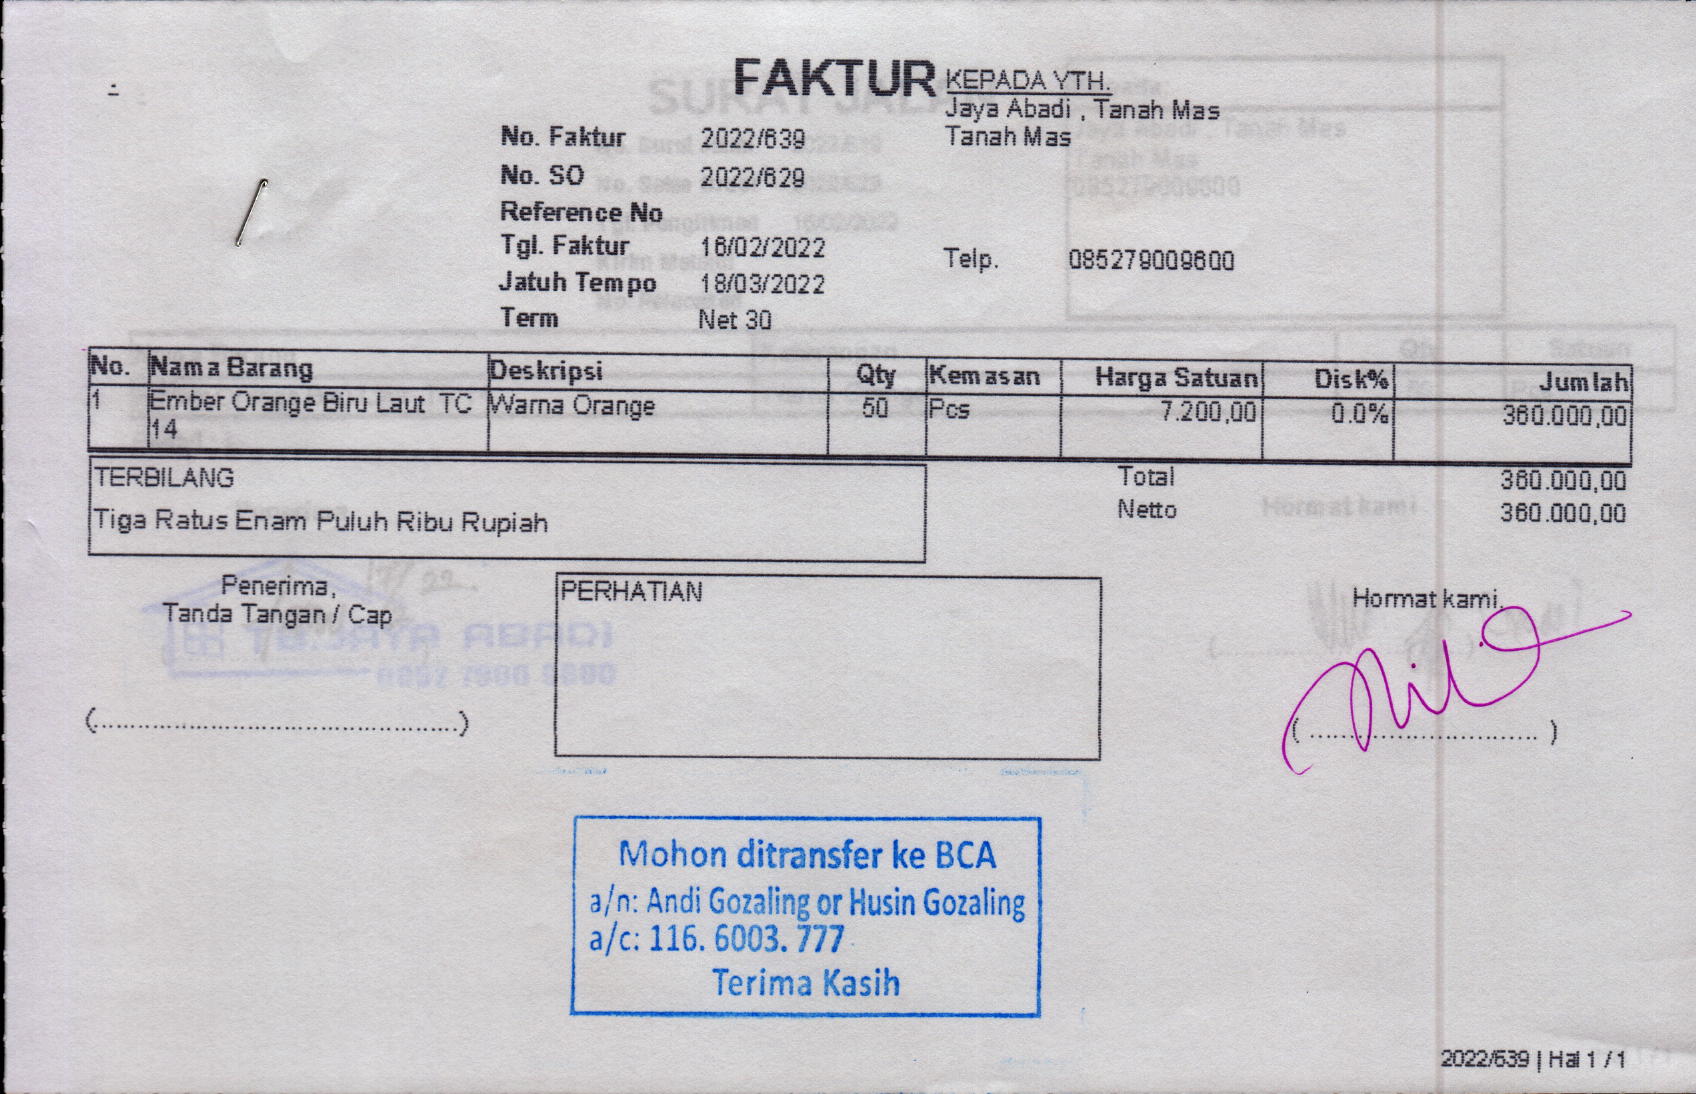 FAKTUR
KEPADA YTH.
Jaya Abadi , Tanah Mas
Tanah Mas
No. Faktur 2022/639
No. SO 2022/629
Reference No
Tgl. Faktur 16/02/2022
Jatuh Tempo 18/03/2022
Term Net 30
Telp. 085279009600
No. Nama Barang Deskripsi Qty Kemasan Harga Satuan Disk% Jumlah
1 Ember Orange Biru Laut TC Warna Orange 50 Pcs 7.200,00 0.0% 360.000,00
14
TERBILANG
Tiga Ratus Enam Puluh Ribu Rupiah
Total 360.000,00
Netto 360.000,00
Penerima,
Tanda Tangan / Cap
(................................................)
PERHATIAN
Hormat kami,
(.............................. )
TB.JAYA ABADI
Mohon ditransfer ke BCA
a/n: Andi Gozaling or Husin Gozaling
a/c: 116. 6003. 777
Terima Kasih
2022/639 | Hal 1 / 1